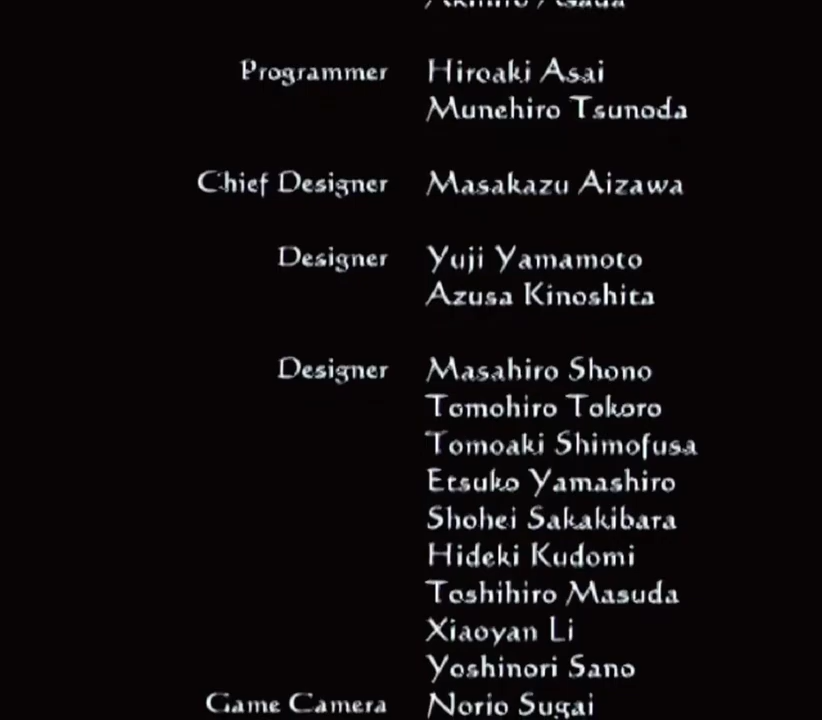 Programmer Hiroaki Asai
Munehiro Tsunoda
Chief Designer Masakazu Aizawa
Designer Yuji Yamamoto
Azusa Kinoshita
Designer Masahiro Shono
Tomohiro Tokoro
Tomoaki Shimofusa
Etsuko Yamashiro
Shohei Sakakibara
Hideki Kudomi
Toshihiro Masuda
Xiaoyan Li
Yoshinori Sano
Game Camera Norio Sugai